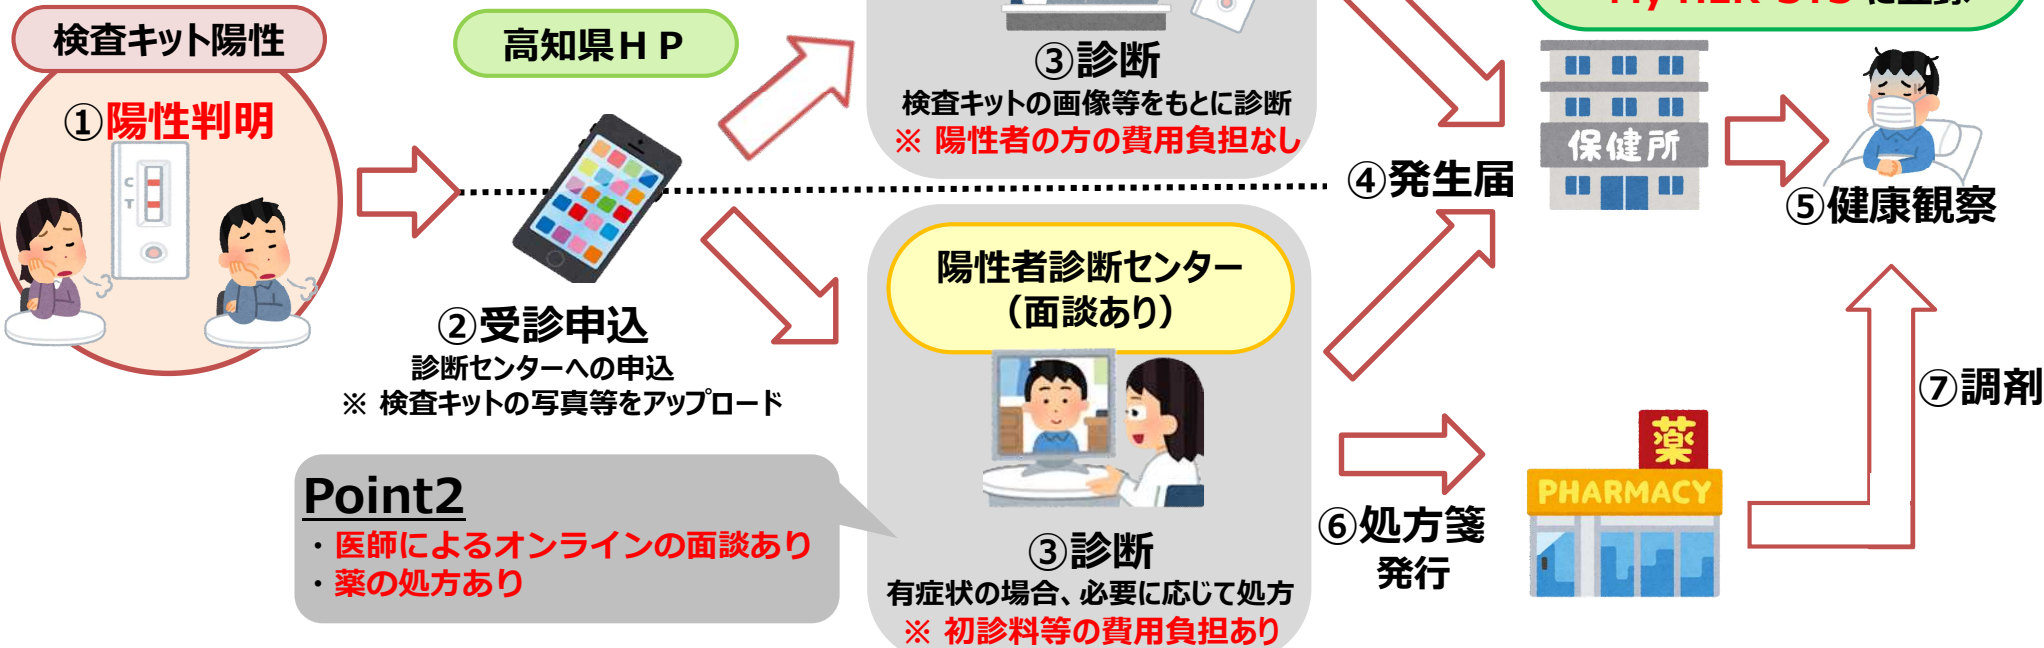 検査キット陽性
①陽性判明
C
T
高知県HP
②受診申込
診断センターへの申込
※ 検査キットの写真等をアップロード
③診断
検査キットの画像等をもとに診断
※ 陽性者の方の費用負担なし
陽性者診断センター
（面談あり）
③診断
有症状の場合、必要に応じて処方
※ 初診料等の費用負担あり
Point2
・医師によるオンラインの面談あり
・薬の処方あり
④発生届
保健所
⑤健康観察
⑥処方箋
発行
薬
PHARMACY
⑦調剤